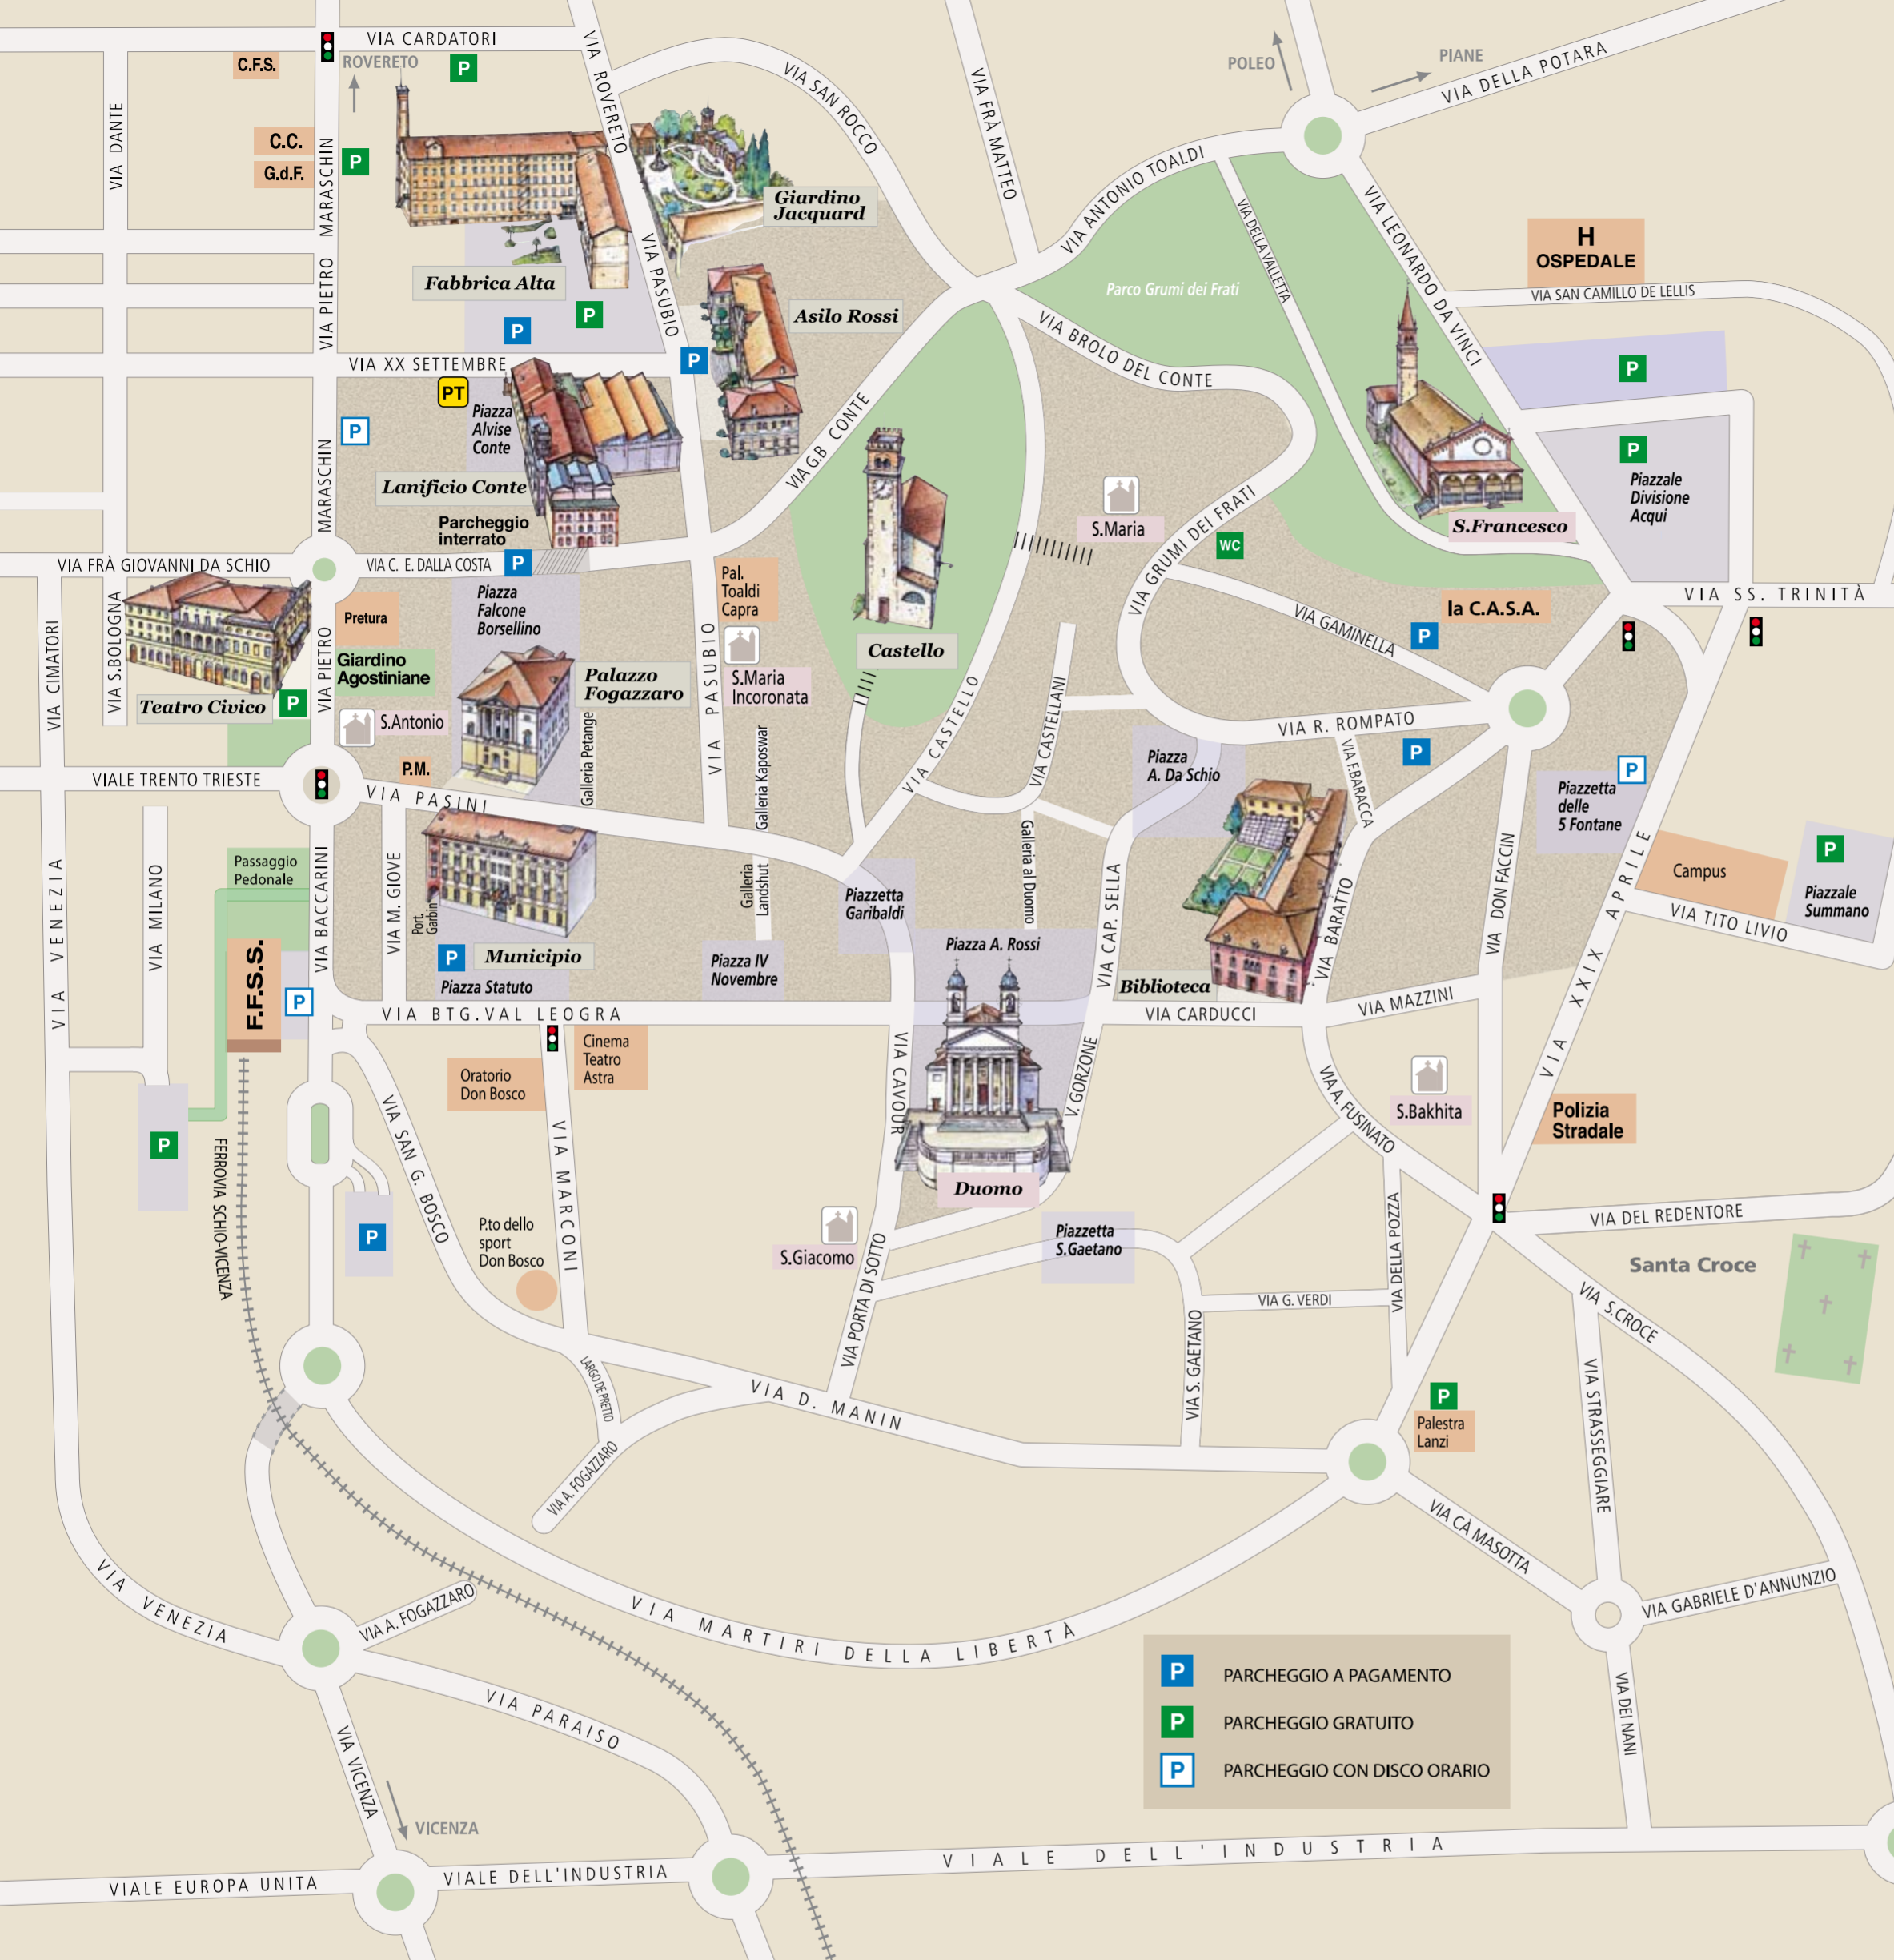 VIA CARDATORI
C.F.S.
ROVERETO
P
VIA ROVERETO
VIA SAN ROCCO
VIA FRÀ MATTEO
POLEO
PIANE
VIA DELLA POTARA
VIA DANTE
C.C.
G.d.F.
P
VIA PIETRO MARASCHIN
VIA ANTONIO TOALDI
VIA LEONARDO DA VINCI
VIA DELLA VALLETTA
Giardino
Jacquard
H
OSPEDALE
VIA SAN CAMILLO DE LELLIS
Fabbrica Alta
VIA PASUBIO
Parco Grumi dei Frati
Asilo Rossi
P
P
P
VIA BROLO DEL CONTE
VIA XX SETTEMBRE
PT
Piazza
Alvise
Conte
P
P
VIA G.B CONTE
P
Piazzale
Divisione
Acqui
MARASCHIN
Lanificio Conte
Parcheggio
interrato
S.Maria
VIA GRUMI DEI FRATI
WC
S.Francesco
VIA FRÀ GIOVANNI DA SCHIO
VIA C. E. DALLA COSTA
P
Pal.
Toaldi
Capra
VIA SS. TRINITÀ
la C.A.S.A.
P
VIA GAMINELLA
VIA CIMATORI
VIA S.BOLOGNA
VIA PIETRO
Pretura
Piazza
Falcone
Borsellino
Giardino
Agostiniane
Palazzo
Fogazzaro
VIA PASUBIO
S.Maria
Incoronata
Castello
Teatro Civico
P
S.Antonio
Galleria Petange
Galleria Kaposwar
VIA CASTELLO
VIA CASTELLANI
VIA R. ROMPATO
P
VIA F.BARACCA
Piazza
A. Da Schio
P
Piazzetta
delle
5 Fontane
VIALE TRENTO TRIESTE
P.M.
VIA PASINI
Passaggio
Pedonale
VIA VENEZIA
VIA MILANO
VIA BACCARINI
VIA M. GIOVE
Port.
Garbin
Galleria
Landshut
Piazzetta
Garibaldi
Galleria al Duomo
VIA CAP. SELLA
VIA BARATTO
VIA DON FACCIN
VIA XXIX APRILE
Campus
P
Piazzale
Summano
VIA TITO LIVIO
F.F.S.S.
P
P
Municipio
Piazza Statuto
Piazza IV
Novembre
Piazza A. Rossi
Biblioteca
VIA BTG.VAL LEOGRA
VIA CARDUCCI
VIA MAZZINI
Oratorio
Don Bosco
Cinema
Teatro
Astra
VIA CAVOUR
V. GORZONE
VIA A. FUSINATO
S.Bakhita
Polizia
Stradale
P
FERROVIA SCHIO-VICENZA
P
VIA SAN G. BOSCO
VIA MARCONI
P.to dello
sport
Don Bosco
Duomo
S.Giacomo
VIA PORTA DI SOTTO
Piazzetta
S.Gaetano
VIA DELLA POZZA
VIA DEL REDENTORE
Santa Croce
VIA S.CROCE
VIA G. VERDI
VIA S. GAETANO
LARGO DE PRETTO
VIA D. MANIN
VIA A. FOGAZZARO
P
Palestra
Lanzi
VIA STRASSEGGIARE
VIA CÀ MASOTTA
VIA GABRIELE D'ANNUNZIO
VIA VENEZIA
VIA A. FOGAZZARO
VIA MARTIRI DELLA LIBERTÀ
VIA DEI NANI
VIA PARAISO
VIA VICENZA
VICENZA
P PARCHEGGIO A PAGAMENTO
P PARCHEGGIO GRATUITO
P PARCHEGGIO CON DISCO ORARIO
VIALE EUROPA UNITA
VIALE DELL'INDUSTRIA
VIALE DELL'INDUSTRIA